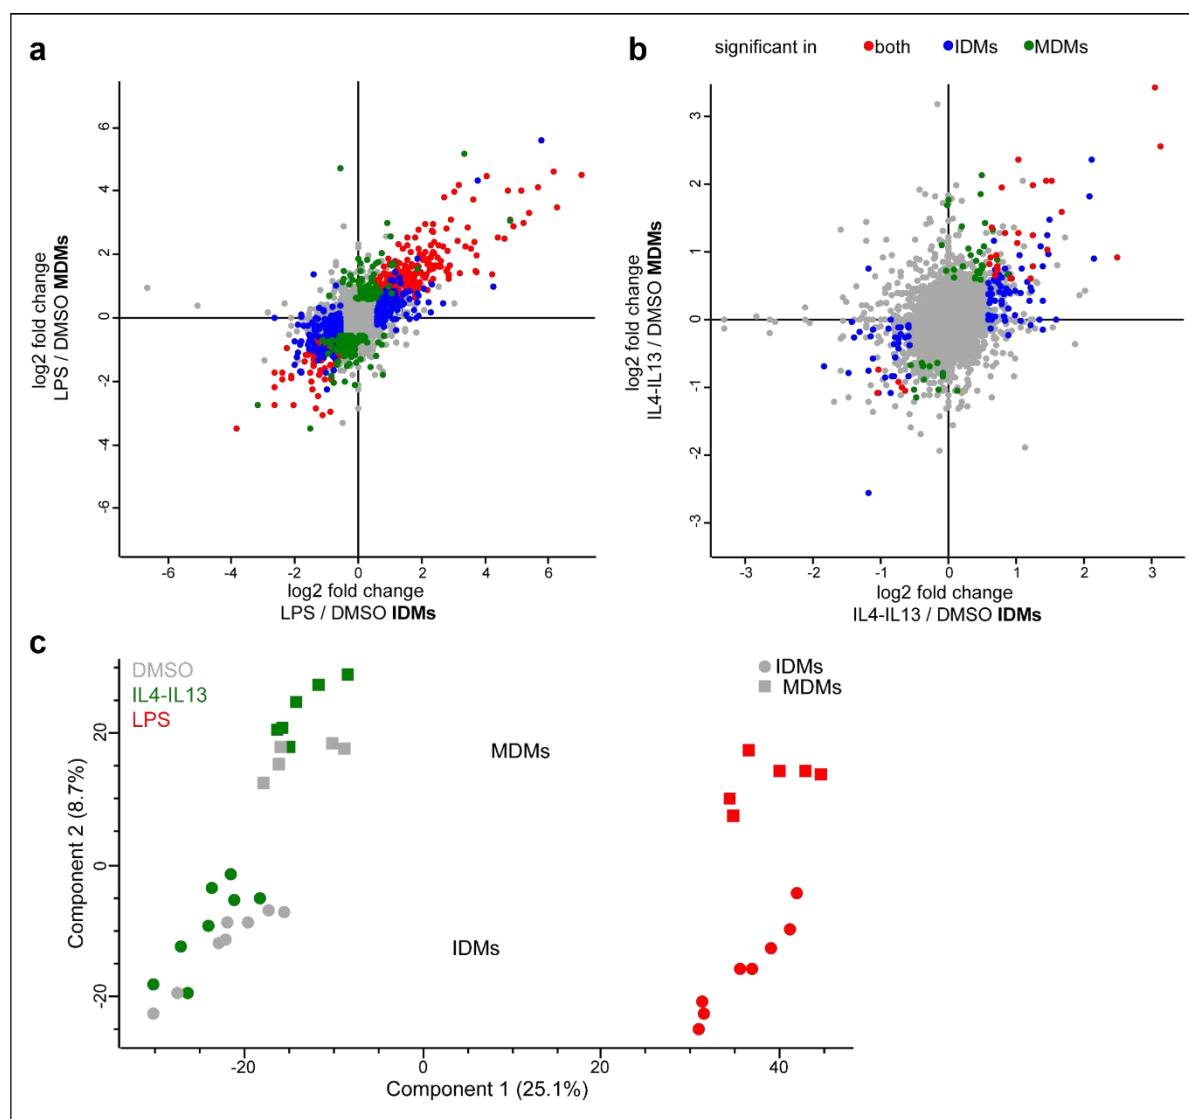 a
b
significant in both IDMs MDMs
log2 fold change
LPS / DMSO MDMs
6
4
2
0
-2
-4
-6
-6 -4 -2 0 2 4 6
log2 fold change
LPS / DMSO IDMs
log2 fold change
IL4-IL13 / DMSO MDMs
3
2
1
0
-1
-2
-3
-3 -2 -1 0 1 2 3
log2 fold change
IL4-IL13 / DMSO IDMs
c
DMSO
IL4-IL13
LPS
IDMs
MDMs
MDMs
IDMs
Component 2 (8.7%)
20
0
-20
-20 0 20 40
Component 1 (25.1%)